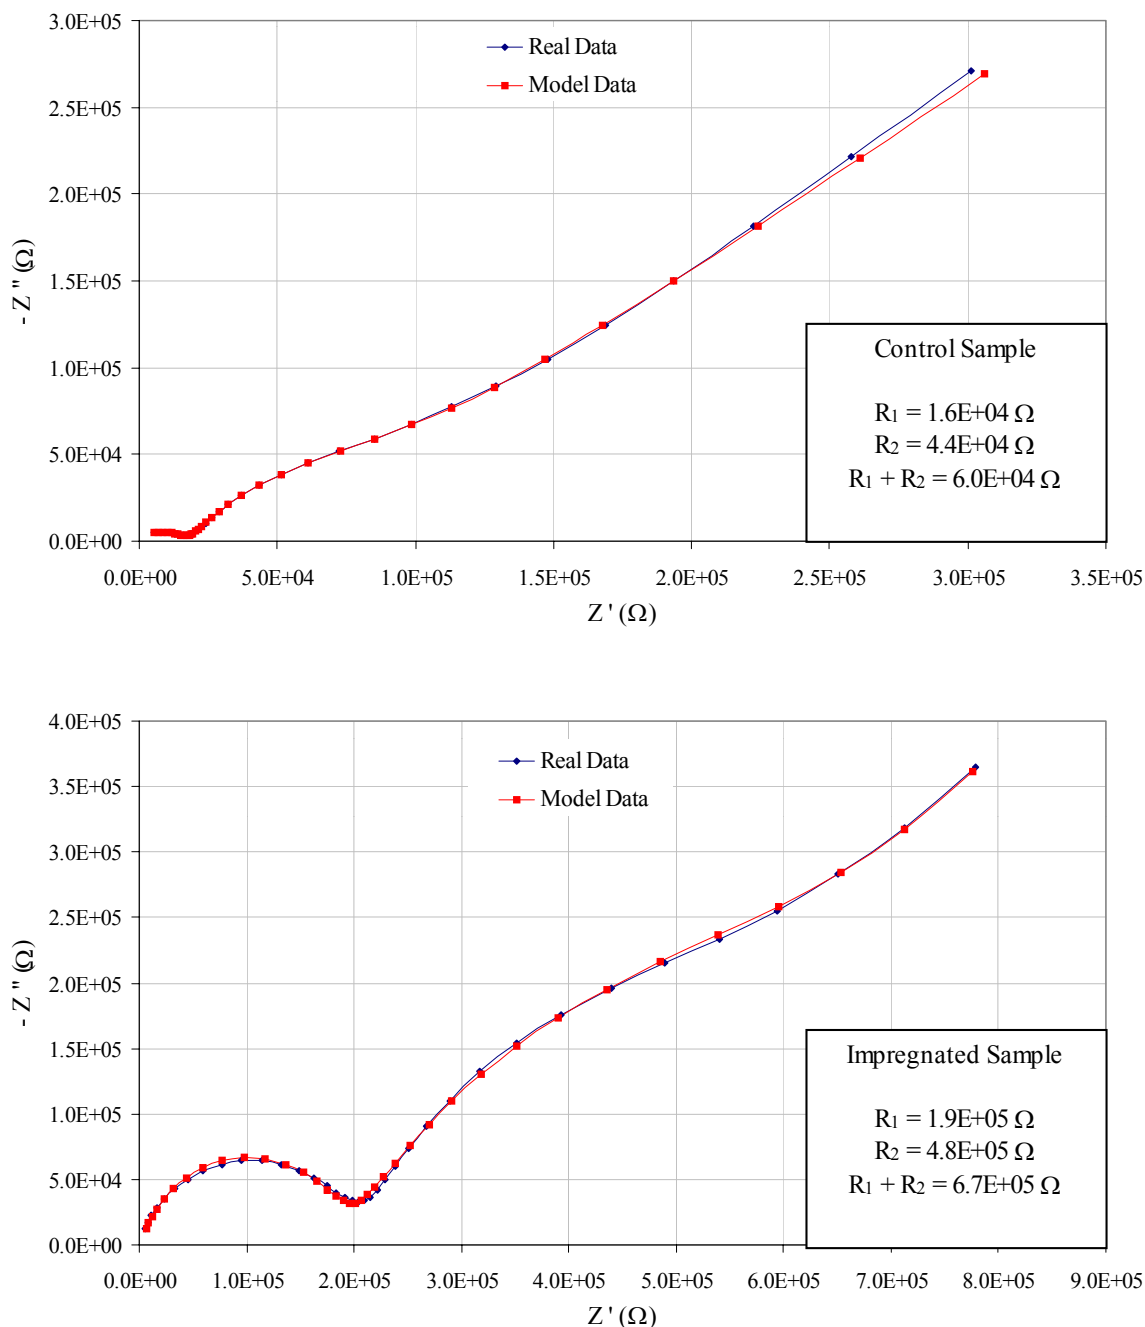 3.0E+05
2.5E+05
2.0E+05
1.5E+05
1.0E+05
5.0E+04
0.0E+00
- Z '' (Ω)
Real Data
Model Data
Control Sample
R1 = 1.6E+04 Ω
R2 = 4.4E+04 Ω
R1 + R2 = 6.0E+04 Ω
0.0E+00 5.0E+04 1.0E+05 1.5E+05 2.0E+05 2.5E+05 3.0E+05 3.5E+05
Z ' (Ω)
4.0E+05
3.5E+05
3.0E+05
2.5E+05
2.0E+05
1.5E+05
1.0E+05
5.0E+04
0.0E+00
- Z '' (Ω)
Real Data
Model Data
Impregnated Sample
R1 = 1.9E+05 Ω
R2 = 4.8E+05 Ω
R1 + R2 = 6.7E+05 Ω
0.0E+00 1.0E+05 2.0E+05 3.0E+05 4.0E+05 5.0E+05 6.0E+05 7.0E+05 8.0E+05 9.0E+05
Z ' (Ω)